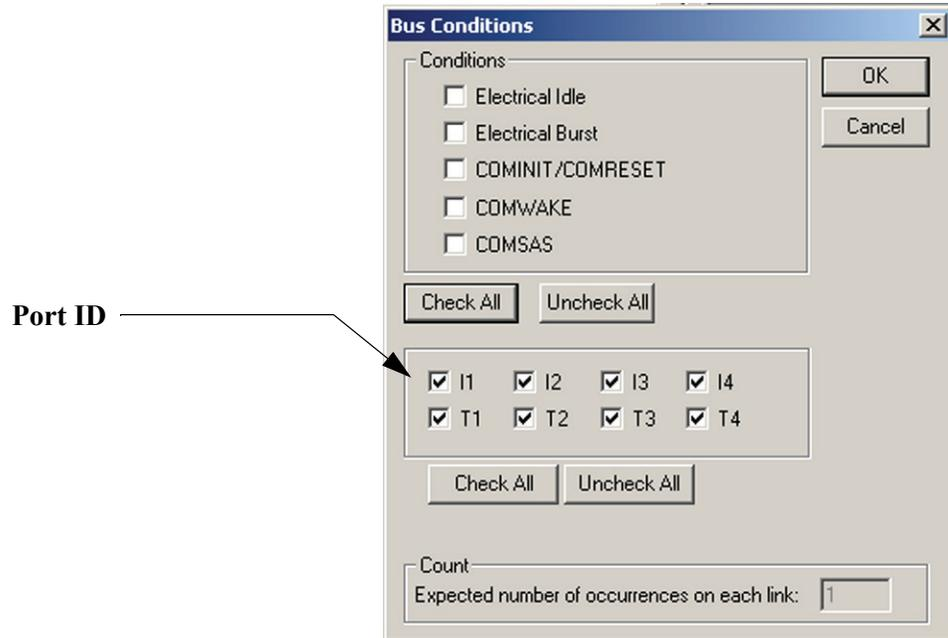 Bus Conditions
Conditions
OK
Electrical Idle
Electrical Burst
Cancel
COMINIT/COMRESET
COMWAKE
COMSAS
Check All Uncheck All
Port ID
I1 I2 I3 I4
T1 T2 T3 T4
Check All Uncheck All
Count
Expected number of occurrences on each link: 1